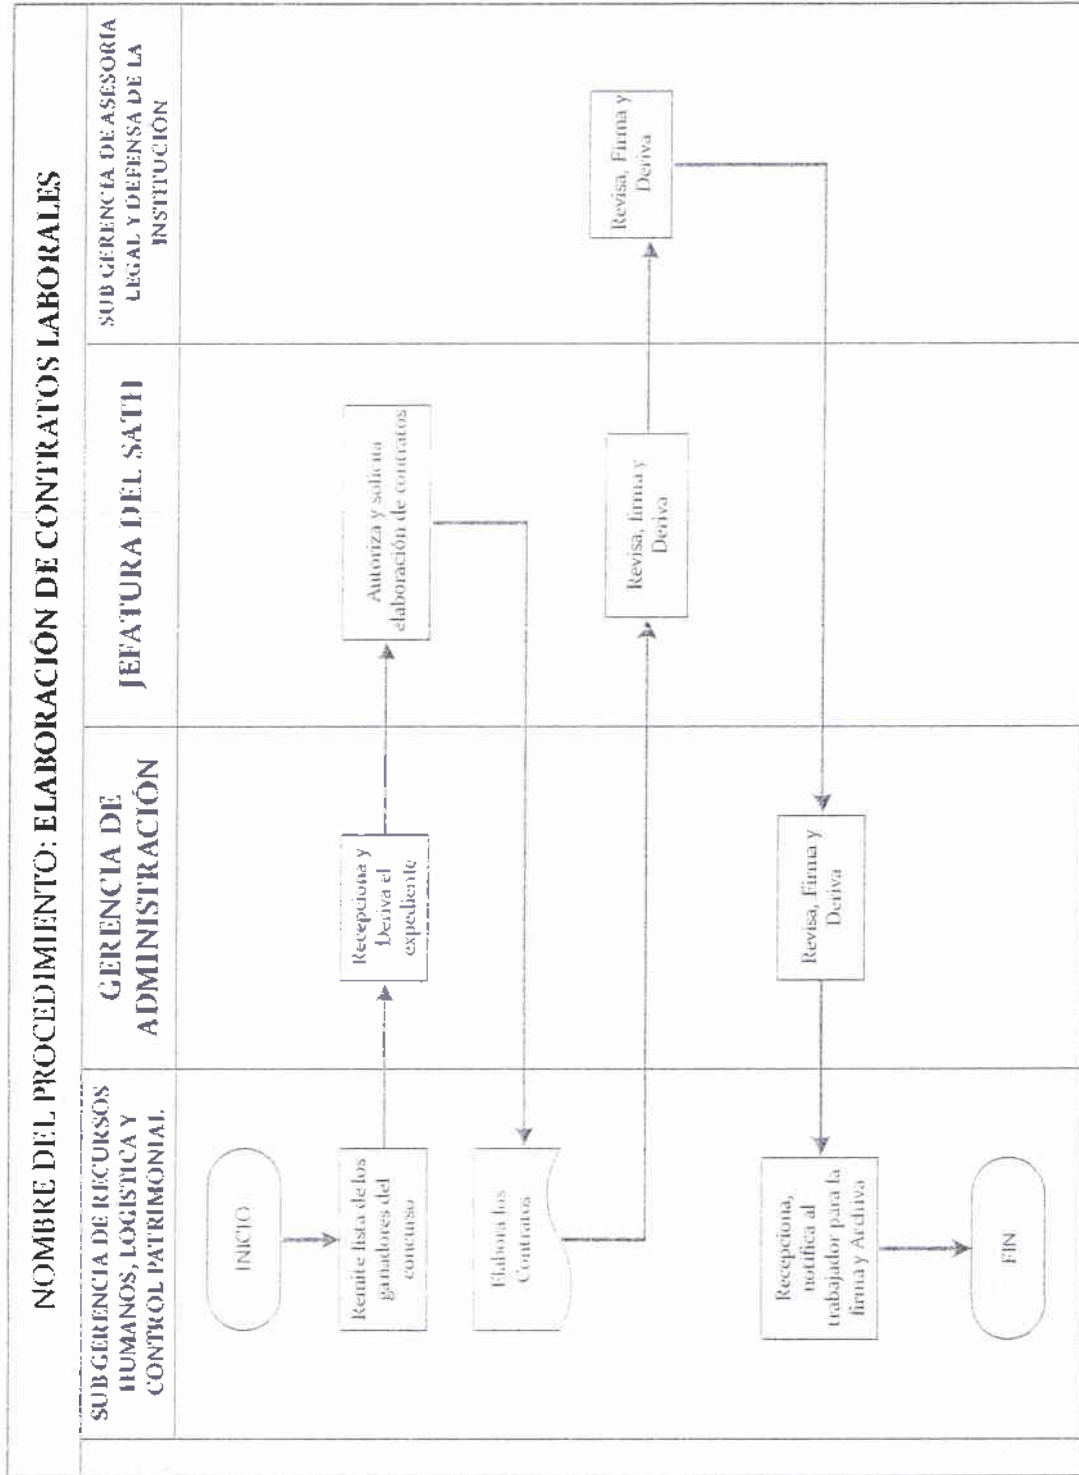 NOMBRE DEL PROCEDIMIENTO: ELABORACIÓN DE CONTRATOS LABORALES
SUB GERENCIA DE RECURSOS
HUMANOS, LOGISTICA Y
CONTROL PATRIMONIAL
GERENCIA DE
ADMINISTRACIÓN
JEFATURA DEL SATH
SUB GERENCIA DE ASESORIA
LEGAL Y DEFENSA DE LA
INSTITUCIÓN
INICIO
Remite lista de los
ganadores del
concurso
Recepciona y
Deriva el
expediente
Autoriza y solicita
elaboración de contratos
Elabora los
Contratos
Revisa, firma y
Deriva
Revisa, Firma y
Deriva
Revisa, Firma y
Deriva
Recepciona,
notifica al
trabajador para la
firma y Archiva
FIN